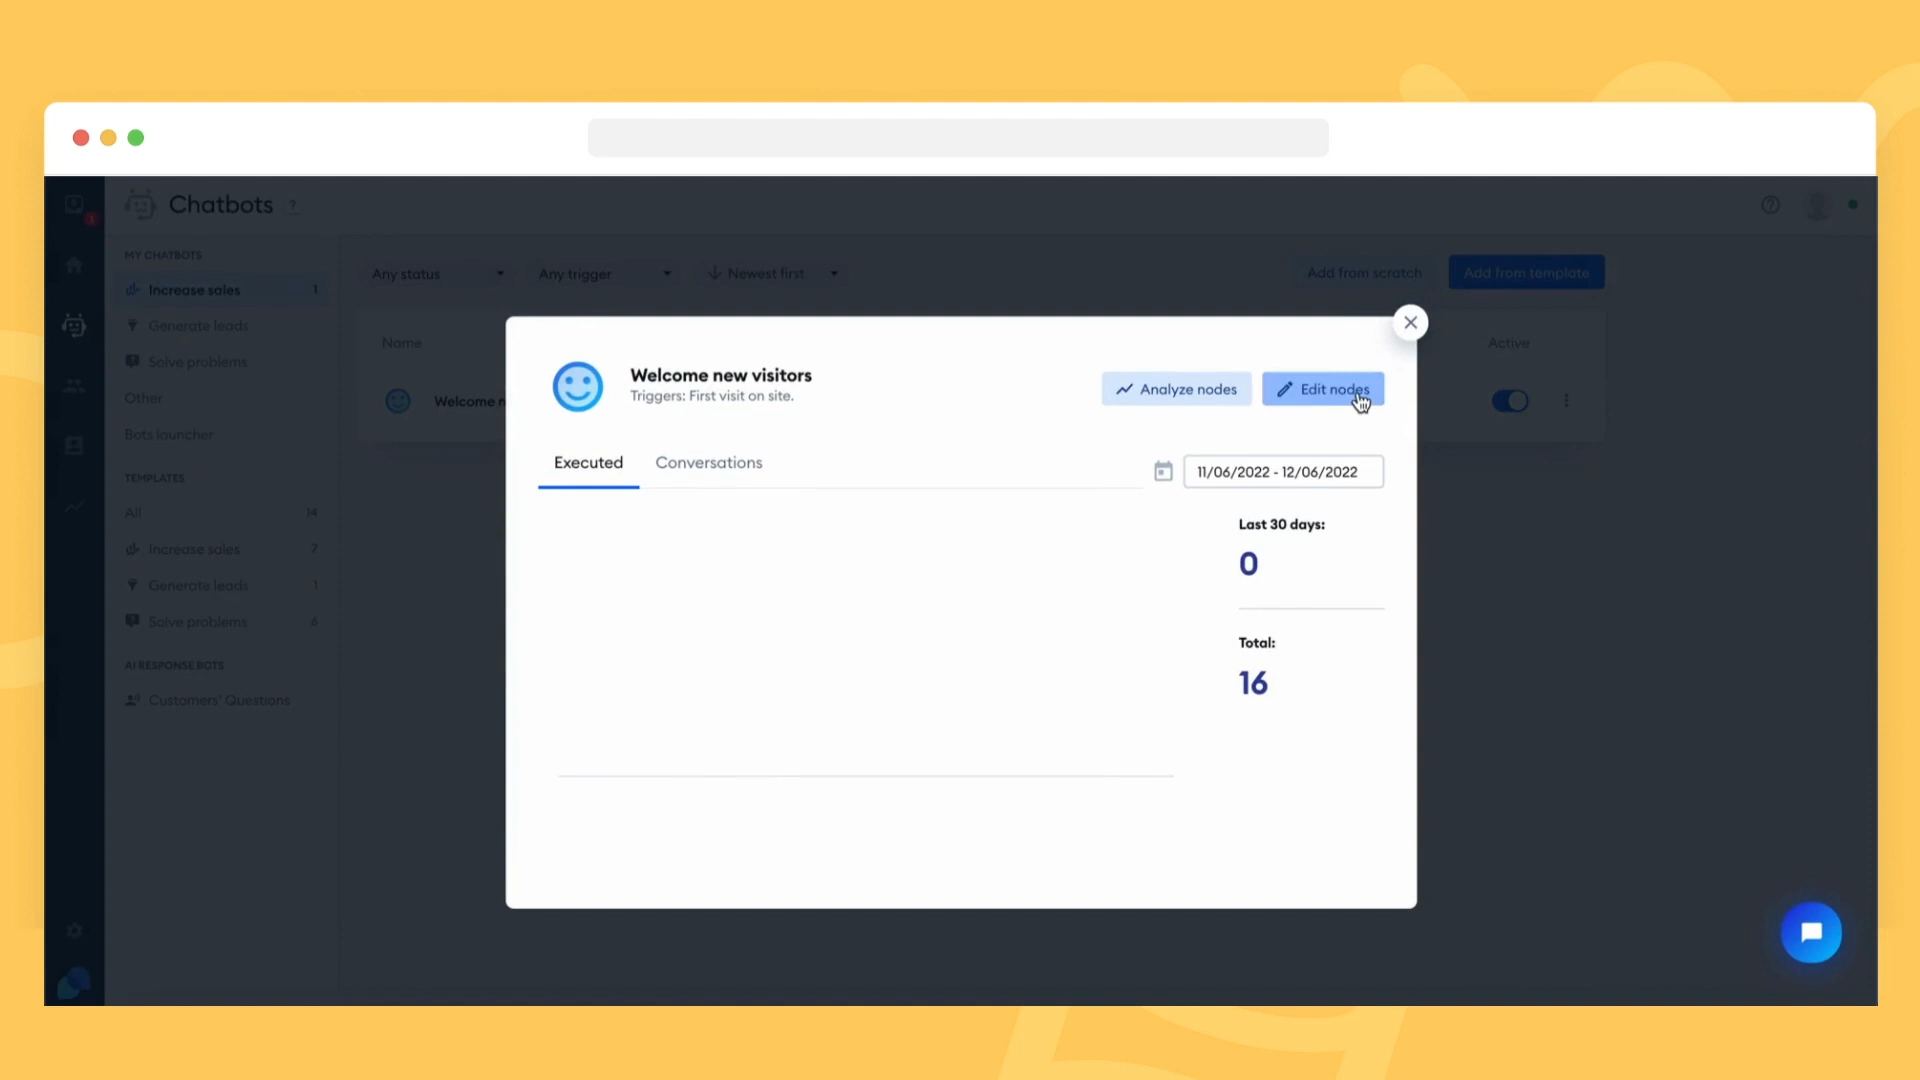 Chatbots ?
MY CHATBOTS
Increase sales 1
Generate leads
Solve problems
Other
Bots launcher
TEMPLATES
All 14
Increase sales 7
Generate leads 1
Solve problems 6
AI RESPONSE BOTS
Customers' Questions
Any status
Any trigger
Newest first
Add from scratch
Add from template
Name
Active
Welcome n
Welcome new visitors
Triggers: First visit on site.
Analyze nodes
Edit nodes
Executed
Conversations
11/06/2022 - 12/06/2022
Last 30 days:
0
Total:
16